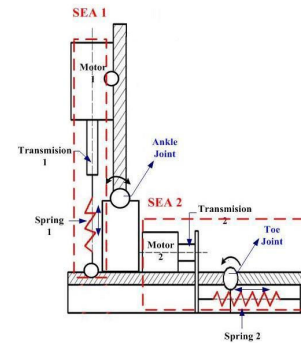 SEA 1
Motor
1
Transmision
1
Ankle
Joint
SEA 2
Transmision
2
Spring
1
Motor
2
Toe
Joint
Spring 2